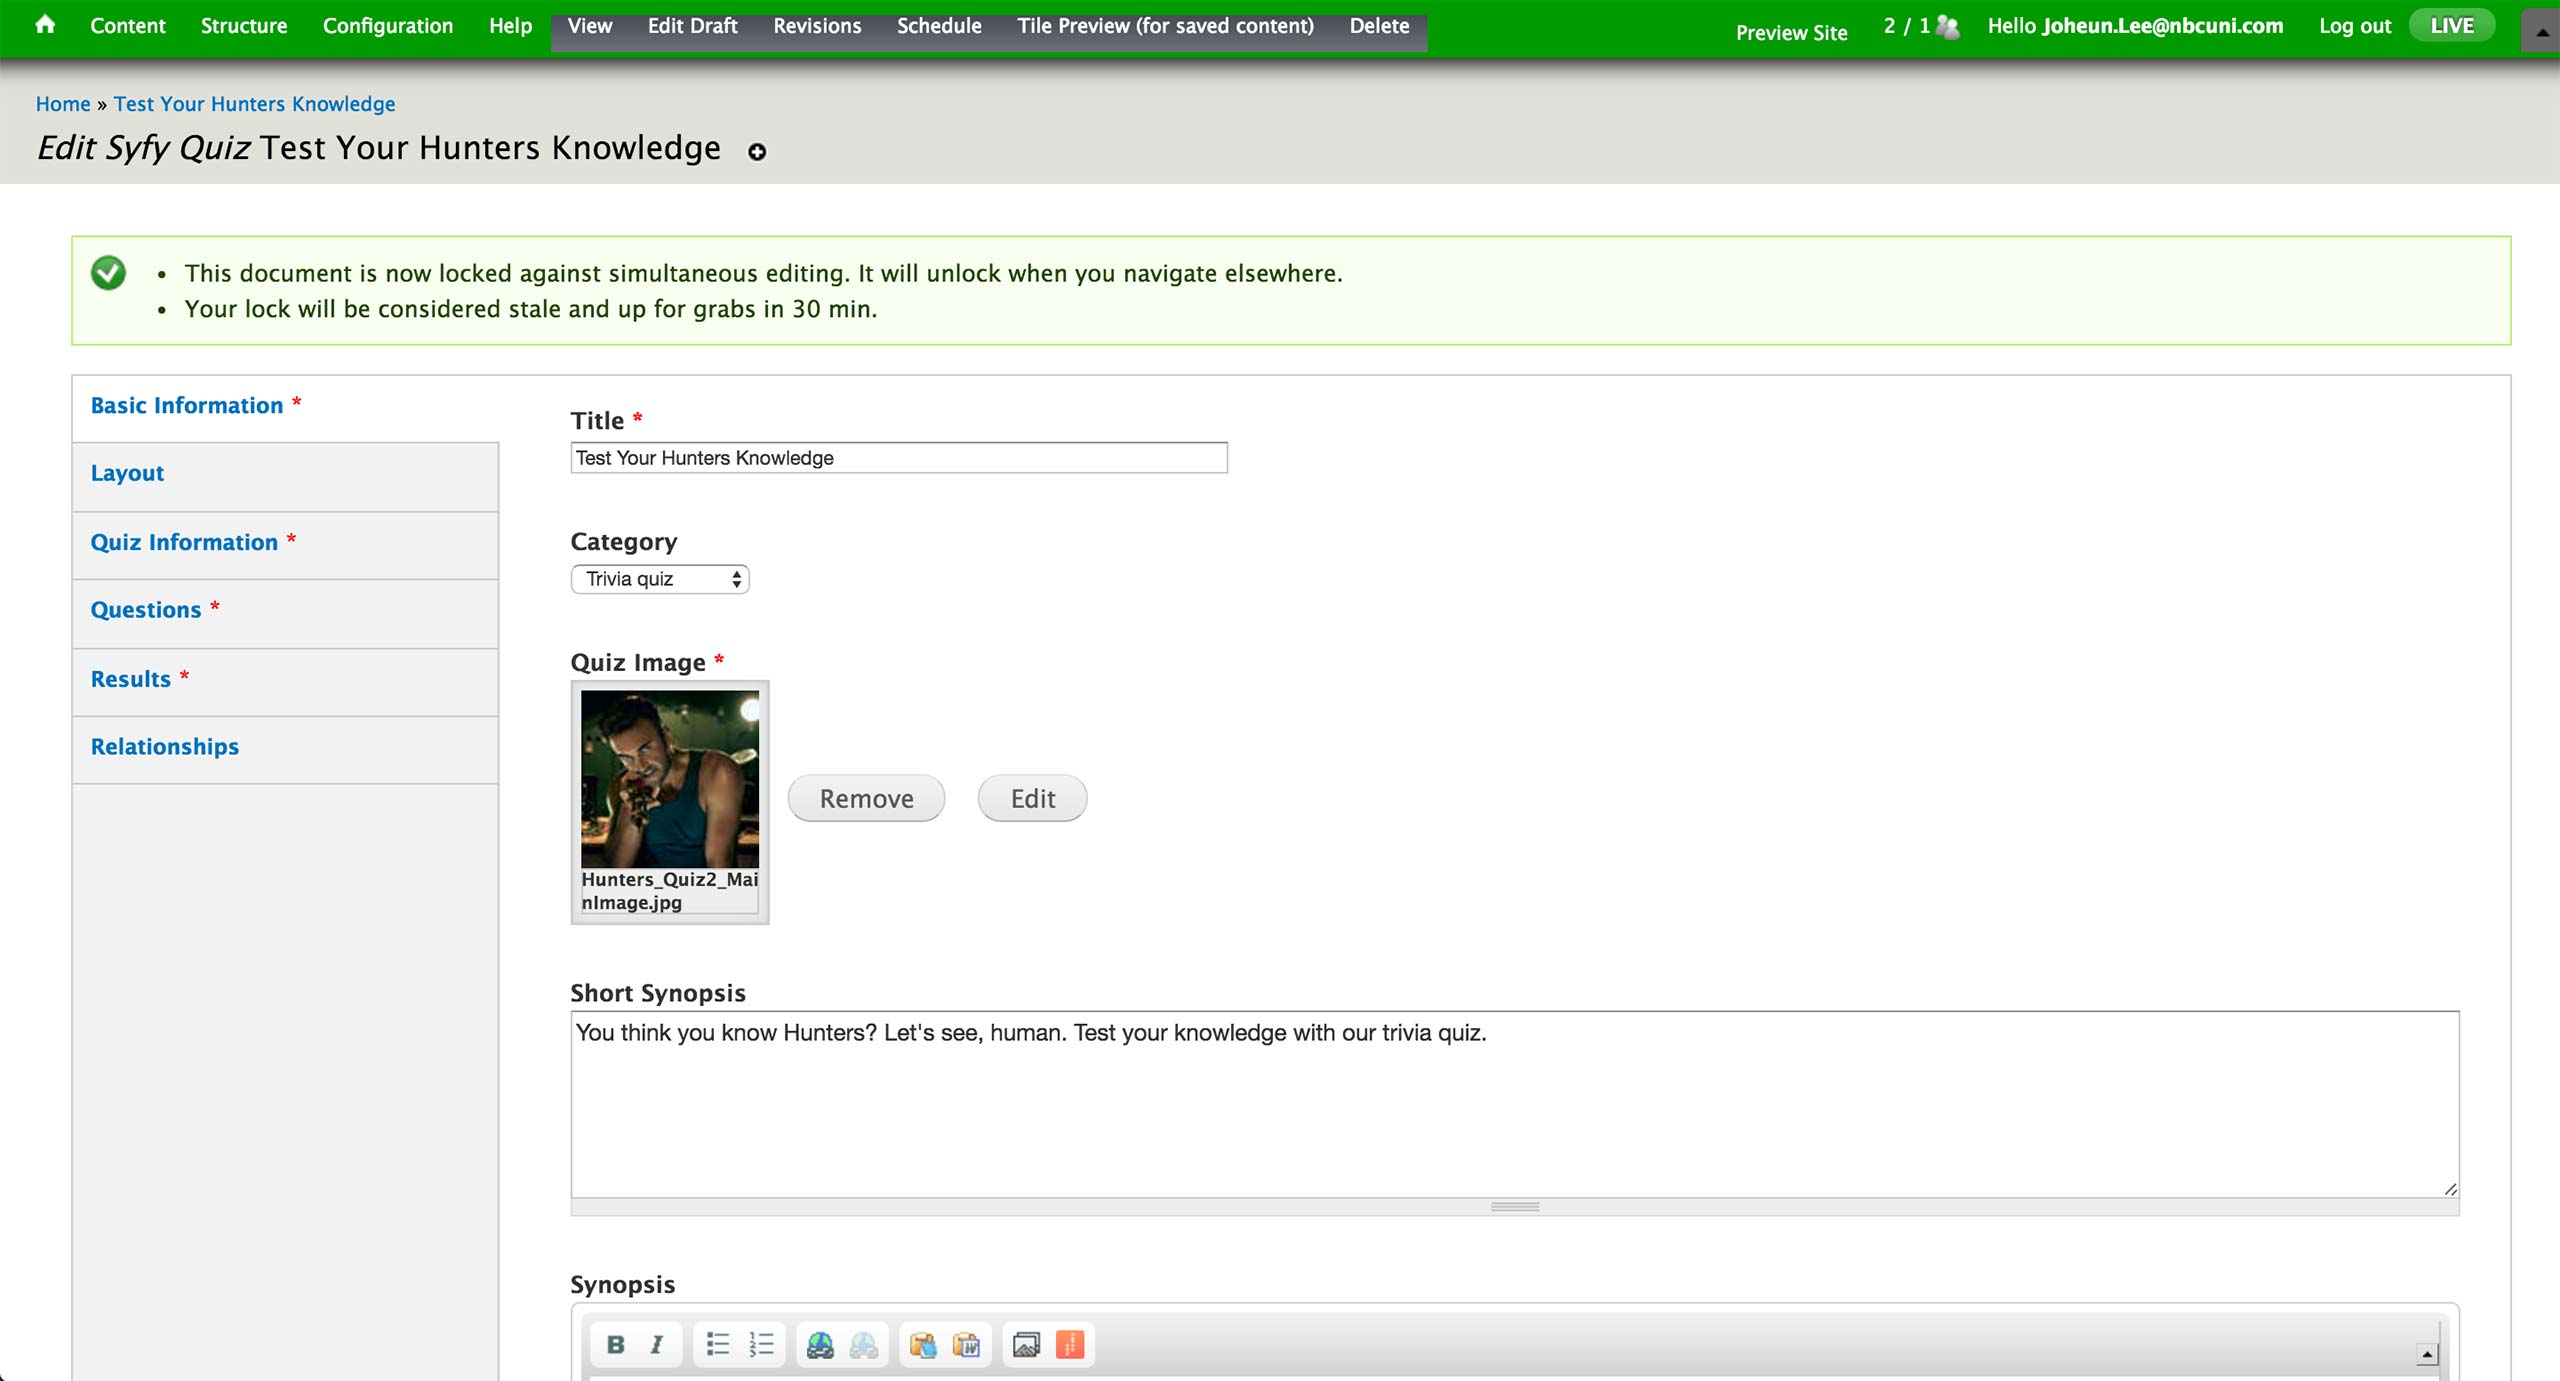 Content Structure Configuration Help View Edit Draft Revisions Schedule Tile Preview (for saved content) Delete Preview Site 2 / 1 Hello Joheun.Lee@nbcuni.com Log out LIVE
Home » Test Your Hunters Knowledge
Edit Syfy Quiz Test Your Hunters Knowledge
• This document is now locked against simultaneous editing. It will unlock when you navigate elsewhere.
• Your lock will be considered stale and up for grabs in 30 min.
Basic Information *
Layout
Quiz Information *
Questions *
Results *
Relationships
Title *
Test Your Hunters Knowledge
Category
Trivia quiz
Quiz Image *
Remove Edit
Hunters_Quiz2_Mai
nImage.jpg
Short Synopsis
You think you know Hunters? Let's see, human. Test your knowledge with our trivia quiz.
Synopsis
B I